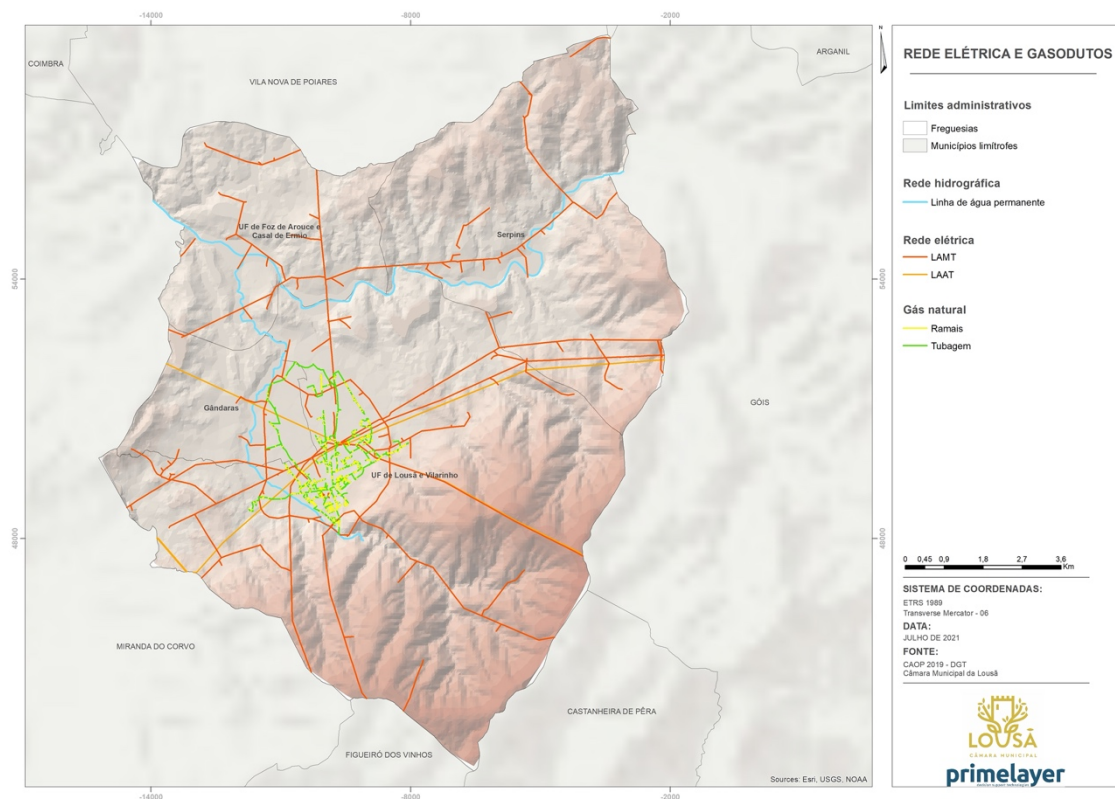 -14000
-8000
-2000
COIMBRA
VILA NOVA DE POIARES
ARGANIL
N
UF de Foz de Arouce e
Casal de Ermio
Serpins
54000
54000
Gândaras
GÓIS
UF de Lousã e Vilarinho
48000
48000
MIRANDA DO CORVO
CASTANHEIRA DE PÊRA
FIGUEIRÓ DOS VINHOS
Sources: Esri, USGS, NOAA
-14000
-8000
-2000
REDE ELÉTRICA E GASODUTOS
Limites administrativos
Freguesias
Municípios limítrofes
Rede hidrográfica
Linha de água permanente
Rede elétrica
LAMT
LAAT
Gás natural
Ramais
Tubagem
0 0,45 0,9 1,8 2,7 3,6
Km
SISTEMA DE COORDENADAS:
ETRS 1989
Transverse Mercator - 06
DATA:
JULHO DE 2021
FONTE:
CAOP 2019 - DGT
Câmara Municipal da Lousã
LOUSÃ
CÂMARA MUNICIPAL
primelayer